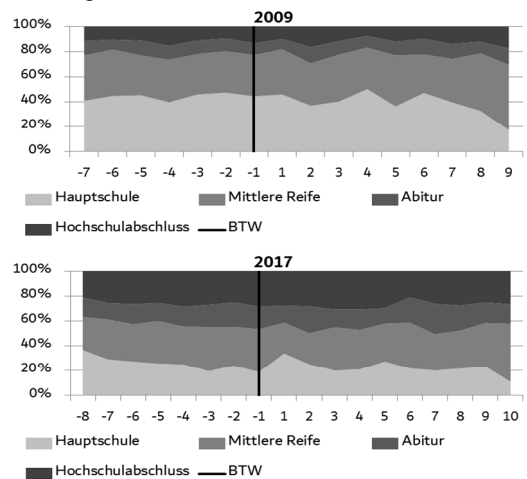 2009
100%
80%
60%
40%
20%
0%
-7 -6 -5 -4 -3 -2 -1 1 2 3 4 5 6 7 8 9
Hauptschule Mittlere Reife Abitur
Hochschulabschluss BTW
2017
100%
80%
60%
40%
20%
0%
-8 -7 -6 -5 -4 -3 -2 -1 1 2 3 4 5 6 7 8 9 10
Hauptschule Mittlere Reife Abitur
Hochschulabschluss BTW